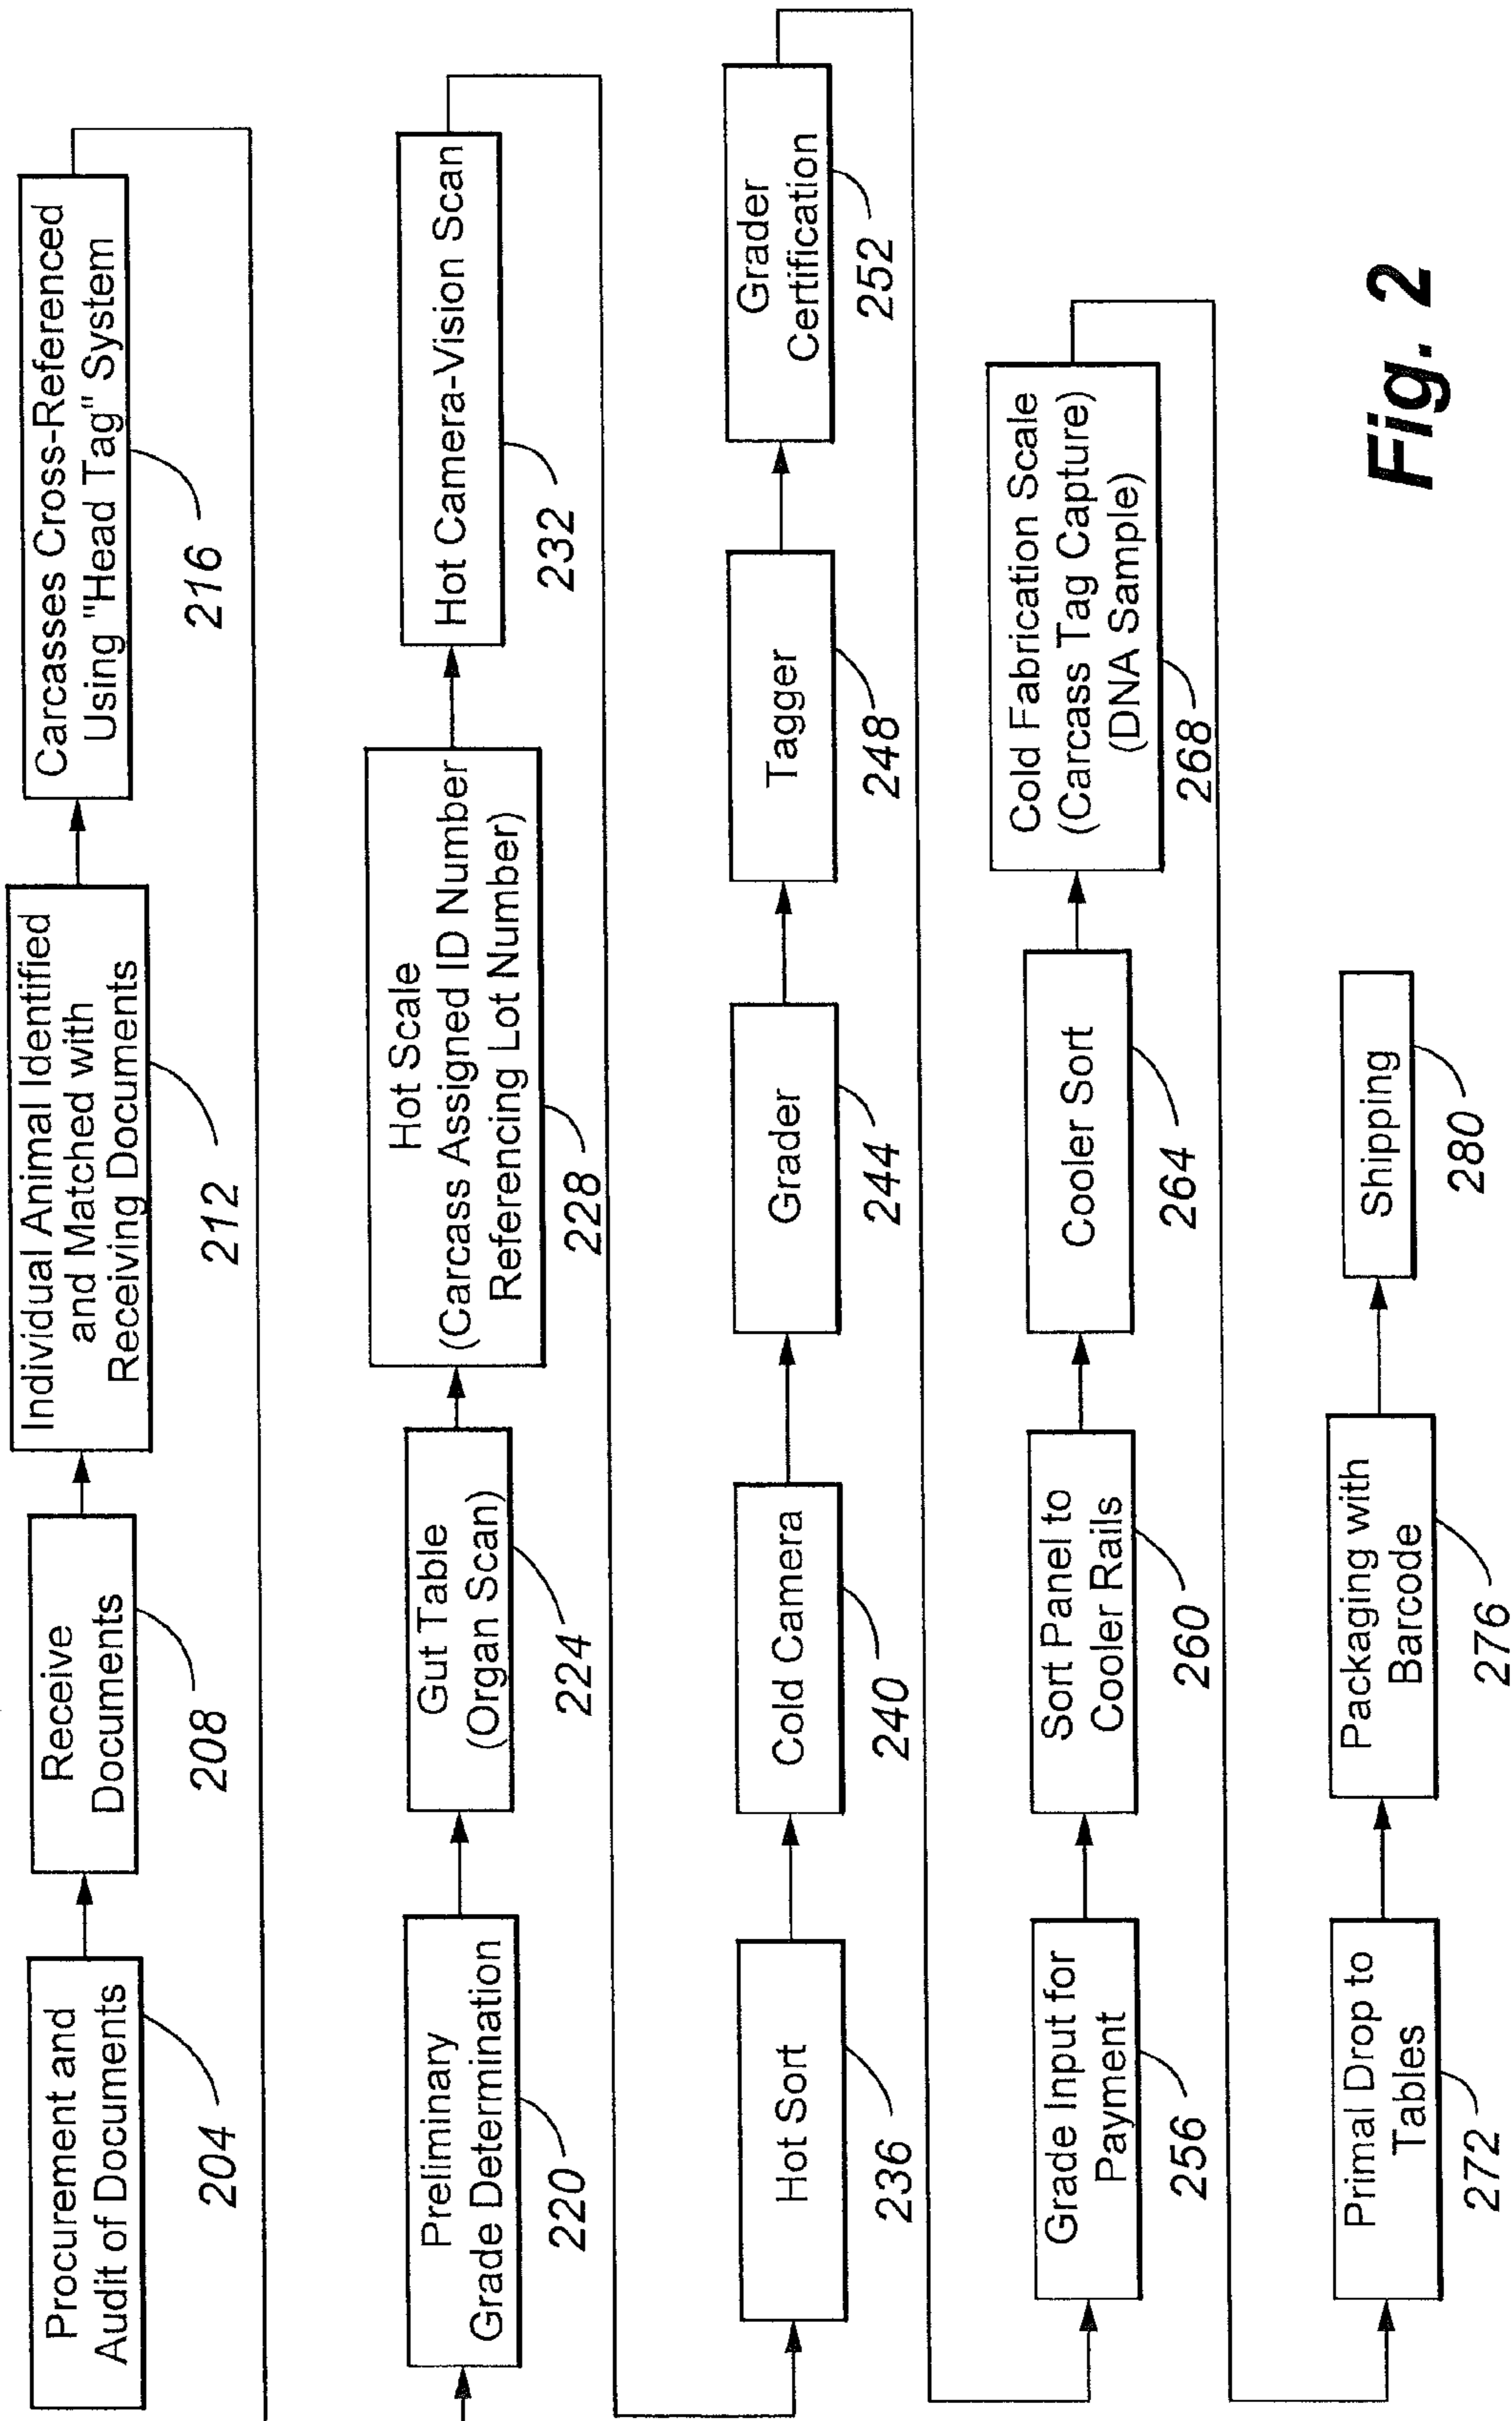 Procurement and
Audit of Documents
204
Receive
Documents
208
Individual Animal Identified
and Matched with
Receiving Documents
212
Carcasses Cross-Referenced
Using "Head Tag" System
216
Preliminary
Grade Determination
220
Gut Table
(Organ Scan)
224
Hot Scale
(Carcass Assigned ID Number
Referencing Lot Number)
228
Hot Camera-Vision Scan
232
Hot Sort
236
Cold Camera
240
Grader
244
Tagger
248
Grader
Certification
252
Grade Input for
Payment
256
Sort Panel to
Cooler Rails
260
Cooler Sort
264
Cold Fabrication Scale
(Carcass Tag Capture)
(DNA Sample)
268
Primal Drop to
Tables
272
Packaging with
Barcode
276
Shipping
280
Fig. 2